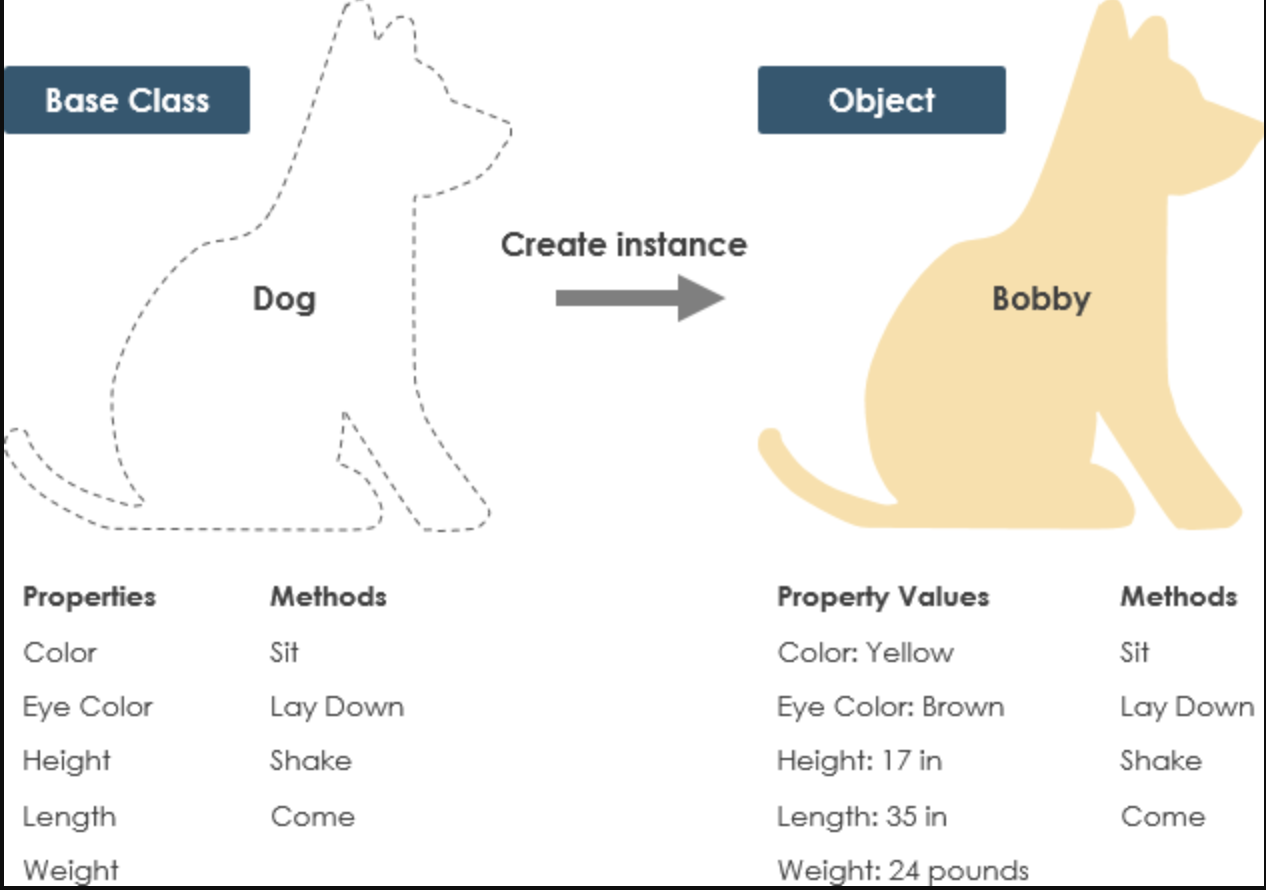 Base Class
Object
Create instance
Dog
Bobby
Properties Methods Property Values Methods
Color Sit Color: Yellow Sit
Eye Color Lay Down Eye Color: Brown Lay Down
Height Shake Height: 17 in Shake
Length Come Length: 35 in Come
Weight Weight: 24 pounds